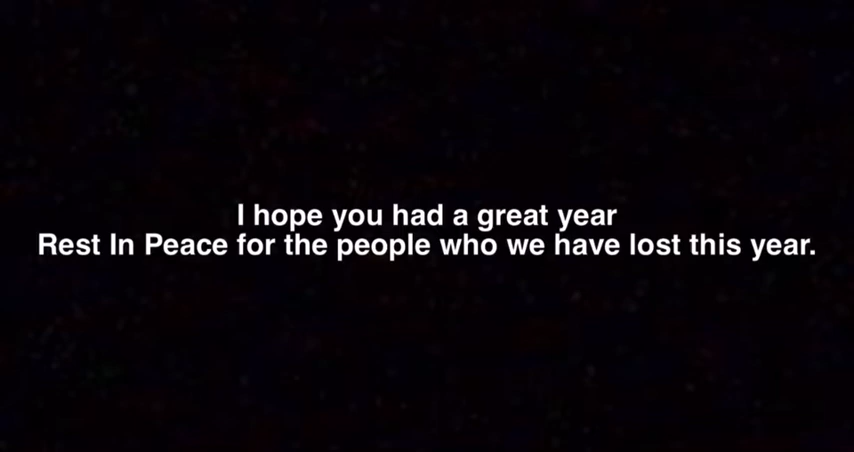 I hope you had a great year
Rest In Peace for the people who we have lost this year.